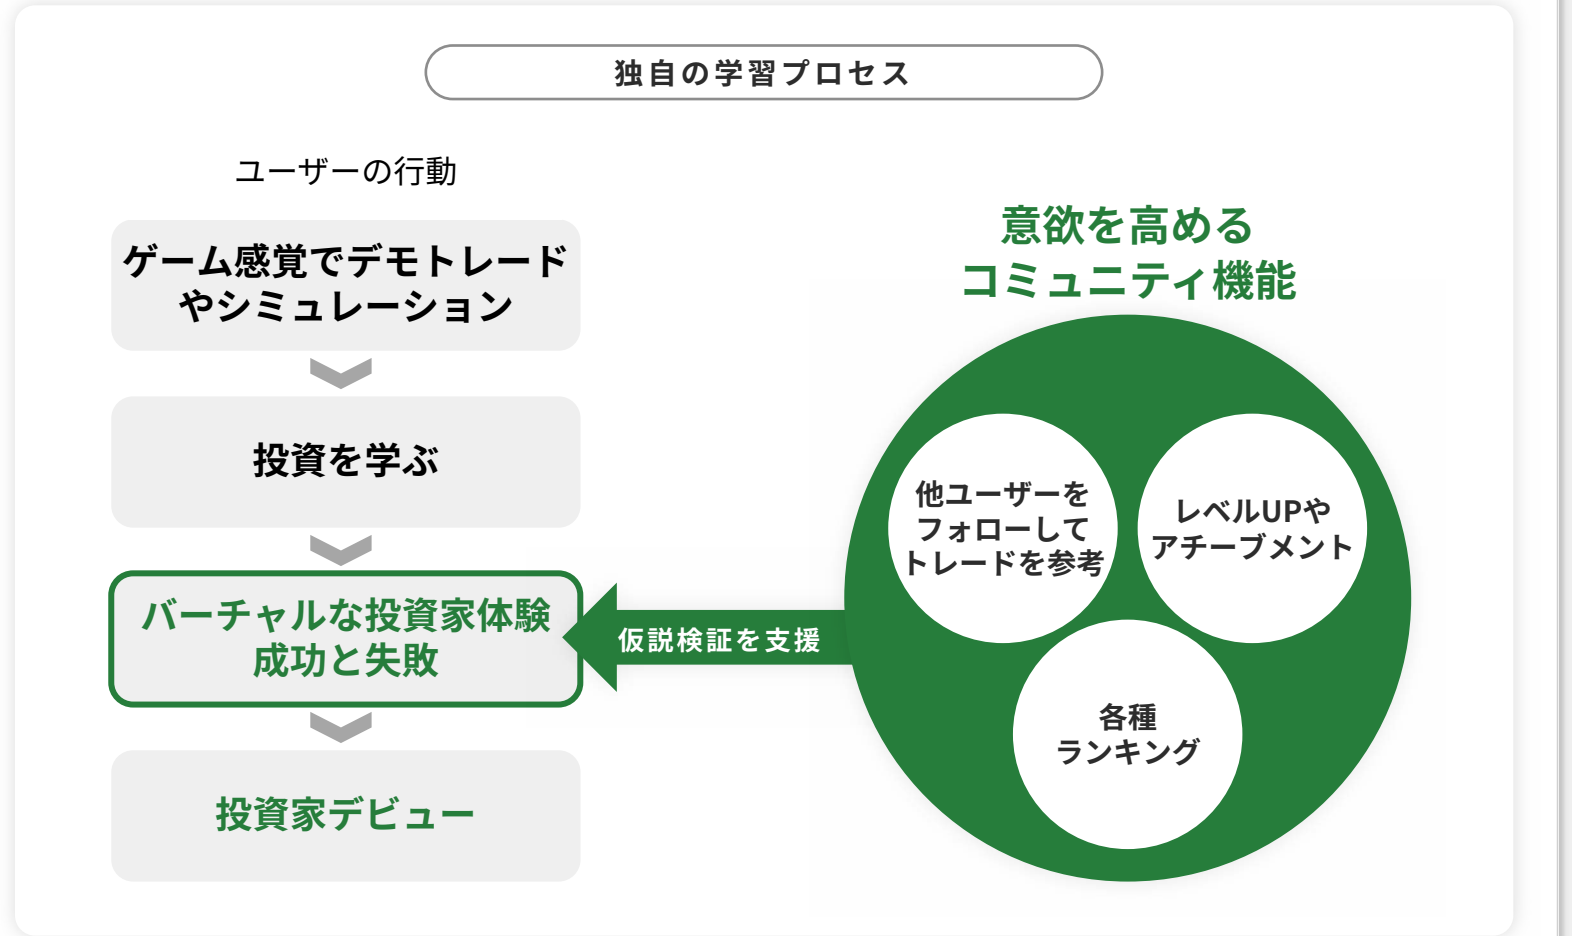 独自の学習プロセス
ユーザーの行動
ゲーム感覚でデモトレード
やシミュレーション
投資を学ぶ
バーチャルな投資家体験
成功と失敗
投資家デビュー
仮説検証を支援
意欲を高める
コミュニティ機能
他ユーザーを
フォローして
トレードを参考
レベルUPや
アチーブメント
各種
ランキング